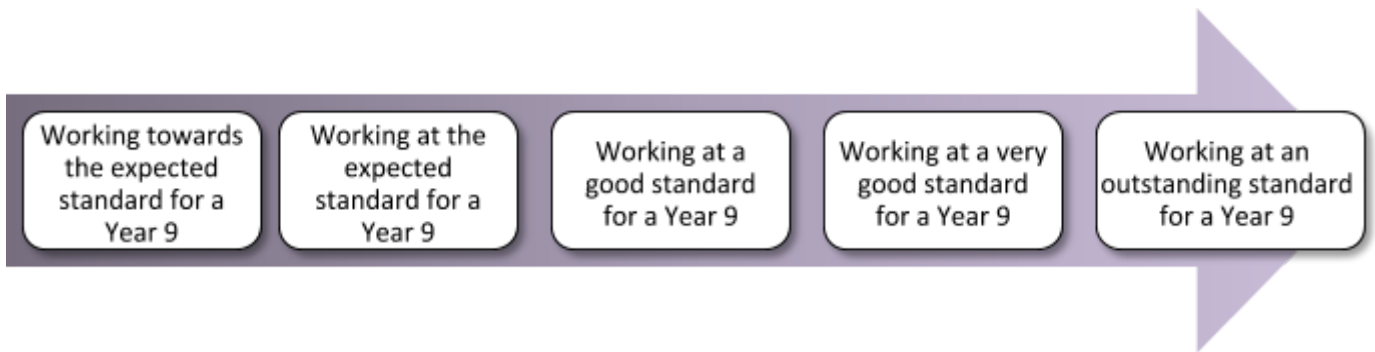 Working towards
the expected
standard for a
Year 9
Working at the
expected
standard for a
Year 9
Working at a
good standard
for a Year 9
Working at a very
good standard
for a Year 9
Working at an
outstanding standard
for a Year 9